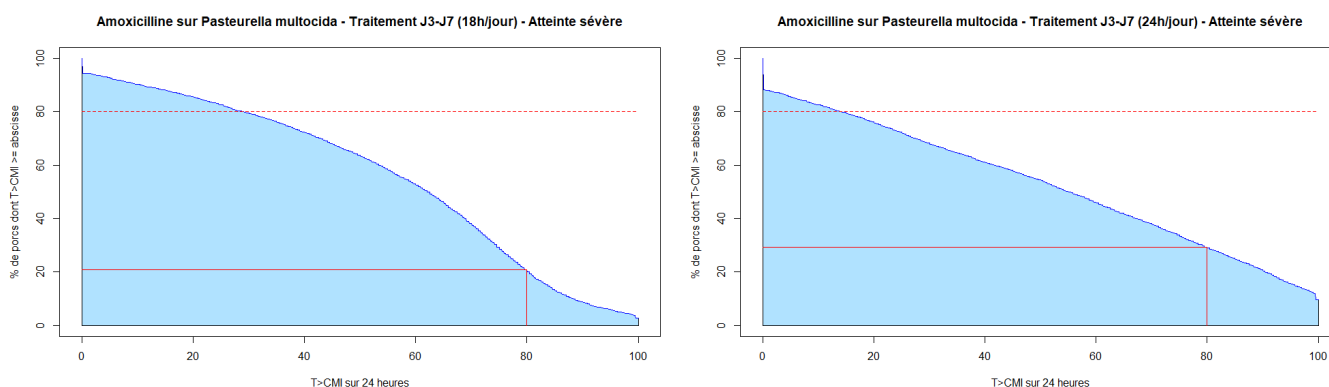 Amoxicilline sur Pasteurella multocida - Traitement J3-J7 (18h/jour) - Atteinte sévère
% de porcs dont T>CMI >= abscisse
100
80
60
40
20
0
0 20 40 60 80 100
T>CMI sur 24 heures
Amoxicilline sur Pasteurella multocida - Traitement J3-J7 (24h/jour) - Atteinte sévère
% de porcs dont T>CMI >= abscisse
100
80
60
40
20
0
0 20 40 60 80 100
T>CMI sur 24 heures